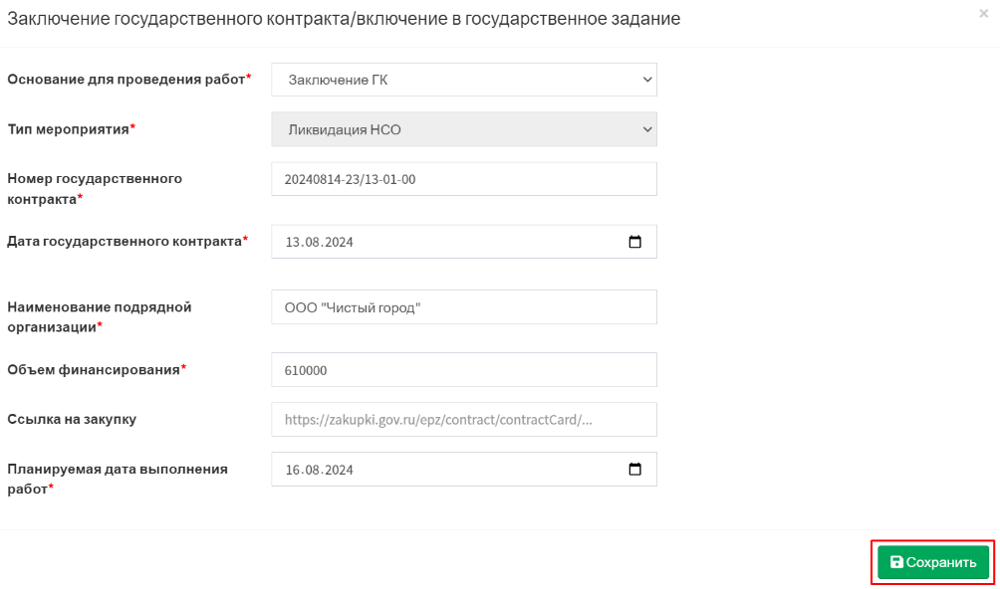 Заключение государственного контракта/включение в государственное задание
×
Основание для проведения работ*
Заключение ГК
Тип мероприятия*
Ликвидация НСО
Номер государственного
контракта*
20240814-23/13-01-00
Дата государственного контракта*
13.08.2024
Наименование подрядной
организации*
ООО "Чистый город"
Объем финансирования*
610000
Ссылка на закупку
https://zakupki.gov.ru/epz/contract/contractCard/...
Планируемая дата выполнения
работ*
16.08.2024
Сохранить